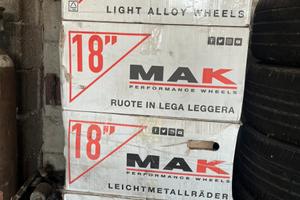 LIGHT ALLOY WHEELS
18"
MAK
PERFORMANCE WHEELS
RUOTE IN LEGA LEGGERA
18"
MAK
PERFORMANCE WHEELS
LEICHTMETALLRÄDER